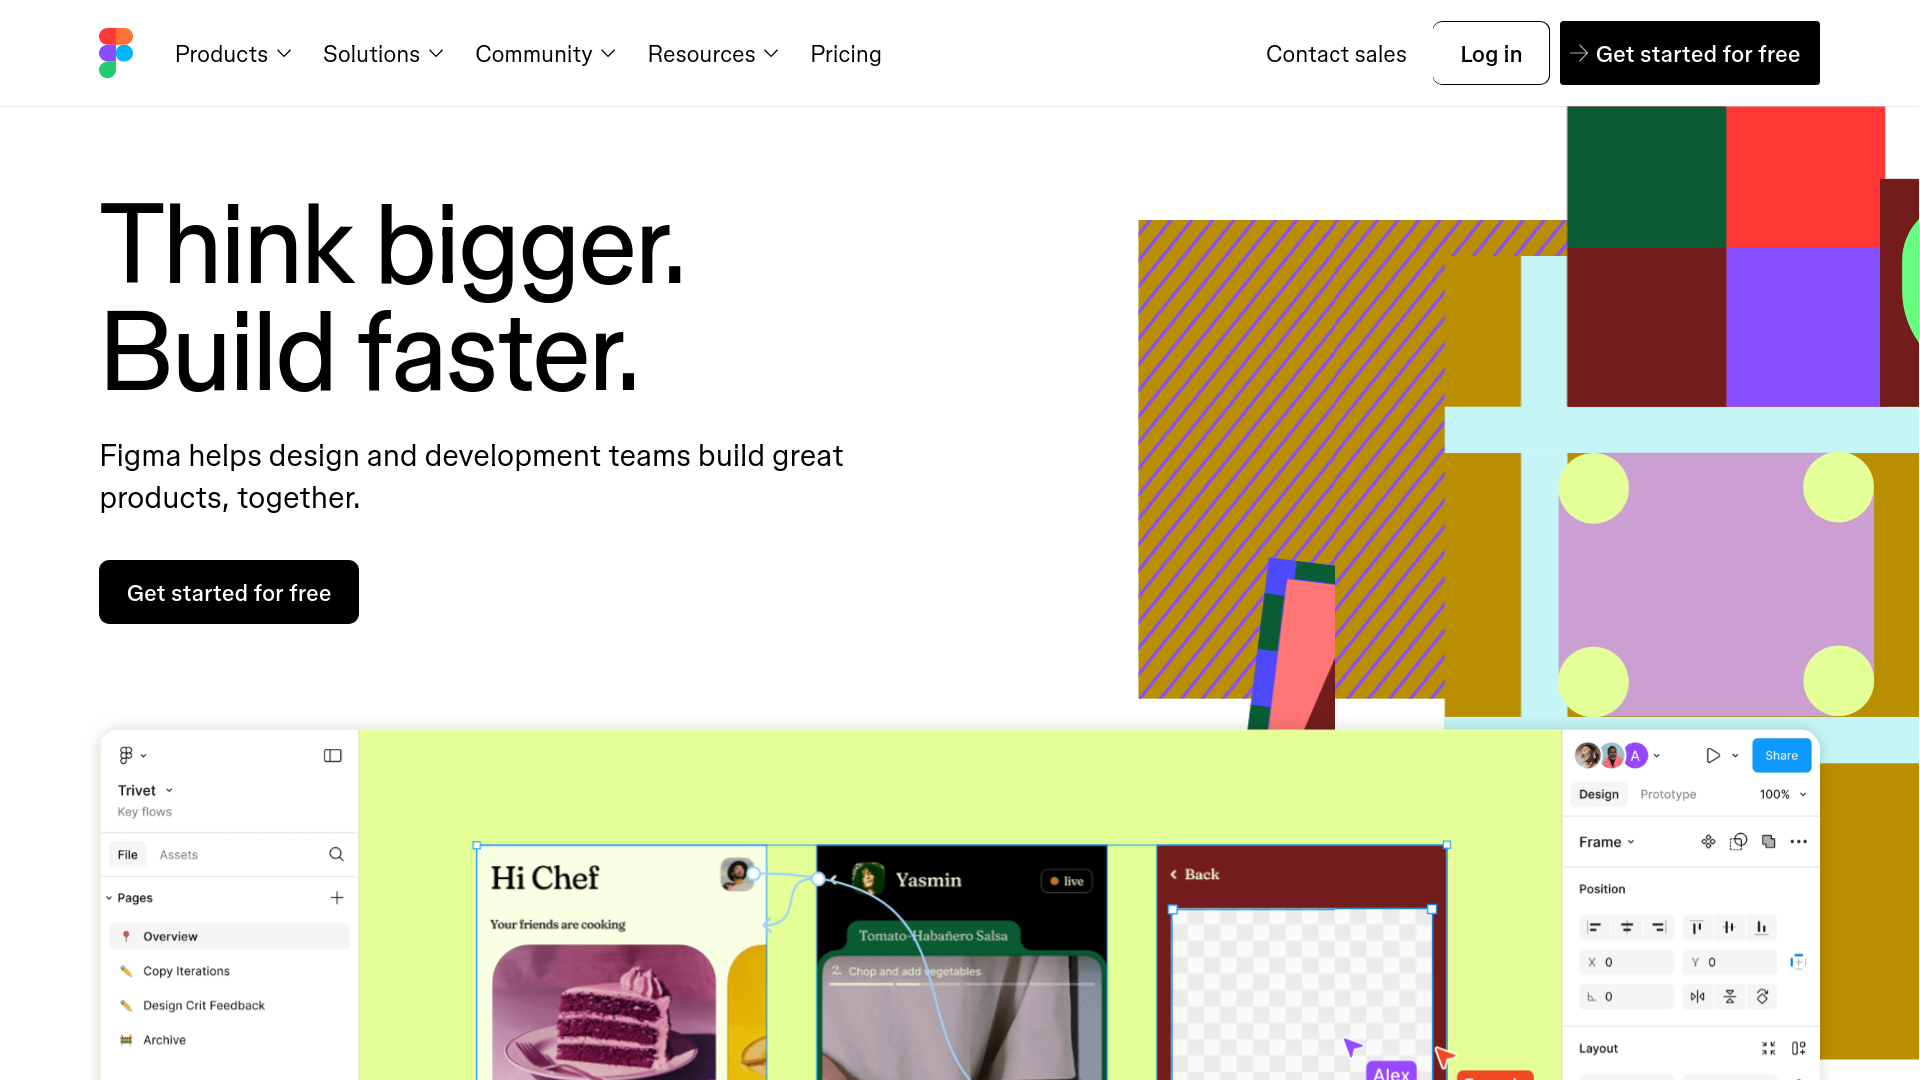 Products
Solutions
Community
Resources
Pricing
Contact sales
Log in
Get started for free
Think bigger.
Build faster.
Figma helps design and development teams build great
products, together.
Get started for free
Trivet
Key flows
File
Assets
Pages
Overview
Copy Iterations
Design Crit Feedback
Archive
Hi Chef
Your friends are cooking
Yasmin
live
Tomato-Habañero Salsa
2. Chop and add vegetables
Back
Alex
A
Share
Design
Prototype
100%
Frame
Position
X 0
Y 0
0
Layout